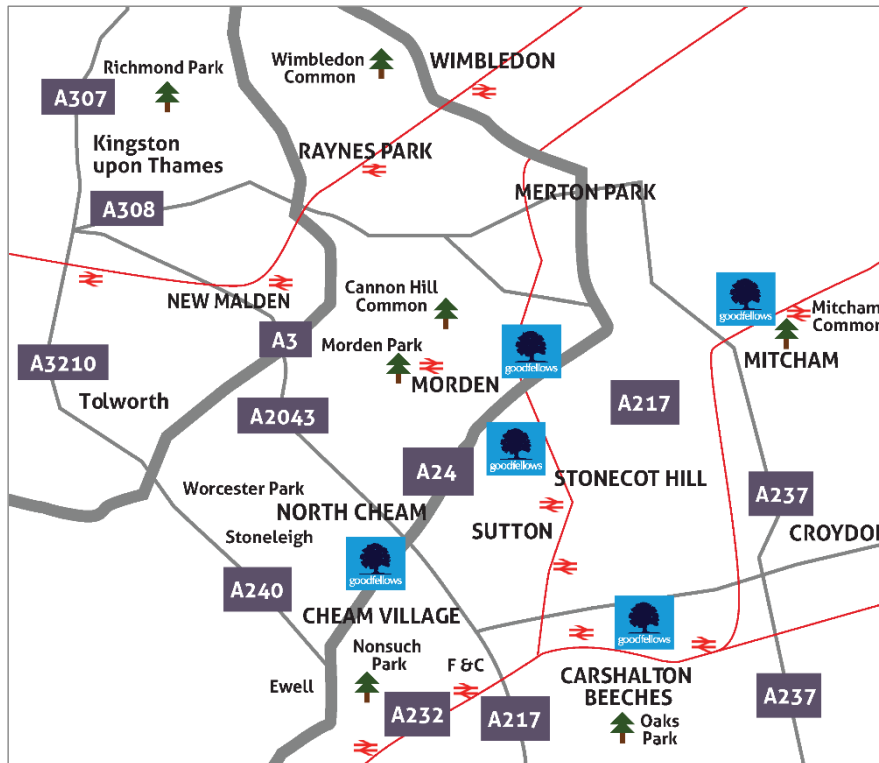 Wimbledon
Common
WIMBLEDON
Richmond Park
A307
Kingston
upon Thames
RAYNES PARK
MERTON PARK
A308
NEW MALDEN
Cannon Hill
Common
goodfellows
Mitcham
Common
MITCHAM
A3
Morden Park
MORDEN
goodfellows
A3210
Tolworth
A2043
A217
A24
goodfellows
STONECOT HILL
Worcester Park
NORTH CHEAM
A237
Stoneleigh
SUTTON
CROYDON
goodfellows
A240
CHEAM VILLAGE
goodfellows
Nonsuch
Park
F & C
Ewell
CARSHALTON
BEECHES
A232
A217
A237
Oaks
Park